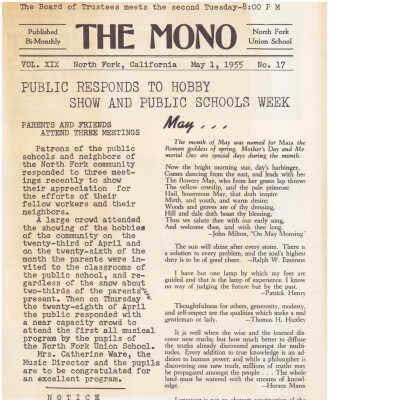 The Board of Trustees meets the second Tuesday-8:00 P M
Published
Bi-Monthly
THE MONO
North Fork
Union School
VOL. XIX North Fork, California May 1, 1955 No. 17
PUBLIC RESPONDS TO HOBBY
SHOW AND PUBLIC SCHOOLS WEEK
PARENTS AND FRIENDS
ATTEND THREE MEETINGS
Patrons of the public
schools and neighbors of
the North Fork community
responded to three meet-
ings recently to show
their appreciation for
the efforts of their
fellow workers and their
neighbors.
A large crowd attended
the showing of the hobbies
of the community on the
twenty-third of April and
on the twenty-sixth of the
month the parents were in-
vited to the classrooms of
the public school, and re-
gardless of the snow about
two-thirds of the parents
present. Then on Thursday
the twenty-eighth of April
the public responded with
a near capacity crowd to
attend the first all musical
program by the pupils of
the North Fork Union School.
Mrs. Catherine Ware, the
Music Director and the pupils
are to be congratulated for
an excellent program.
NOTICE
May...
The month of May was named for Maia the
Roman goddess of spring. Mother's Day and Me
morial Day are special days during the month.
Now the bright morning star, day's harbinger,
Comes dancing from the east, and leads with her
The flowery May, who from her green lap throws
The yellow cowslip, and the pale primrose
Hail, bounteous May, that doth inspire
Mirth, and youth, and warm desire;
Woods and groves are of thy dressing,
Hill and dale doth boast thy blessing,
Thus we salute thee with our early song,
And welcome thee, and wish thee long.
-John Milton, "On May Morning"
The sun will shine after every storm. There is
a solution to every problem, and the soul's highest
duty is to be of good cheer. -Ralph W. Emerson
I have but one lamp by which my feet are
guided and that is the lamp of experience. I know
no way of judging the future but by the past.
-Patrick Henry
Thoughtfulness for others, generosity, modesty,
and self-respect are the qualities which make a real
gentleman or lady. -Thomas H. Huxley
It is well when the wise and the learned dis
cover new truths; but how much better to diffuse
the truths already discovered amongst the multi-
tudes. Every addition to true knowledge is an ad-
dition to human power; and while a philosopher is
discovering one new truth, millions of truths may
be propagated amongst the people . . . The whole
land must be watered with the streams of knowl-
edge. -Horace Mann